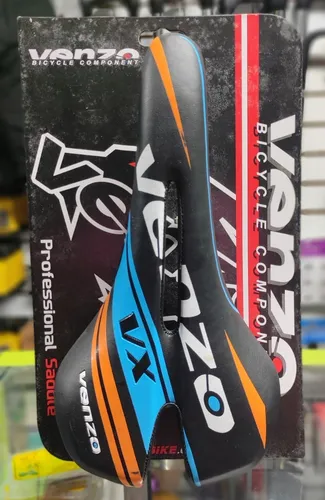 venzo
BICYCLE COMPONENT
venzo
BICYCLE COMPON
Professional Saddle
venzo
VX
venzo